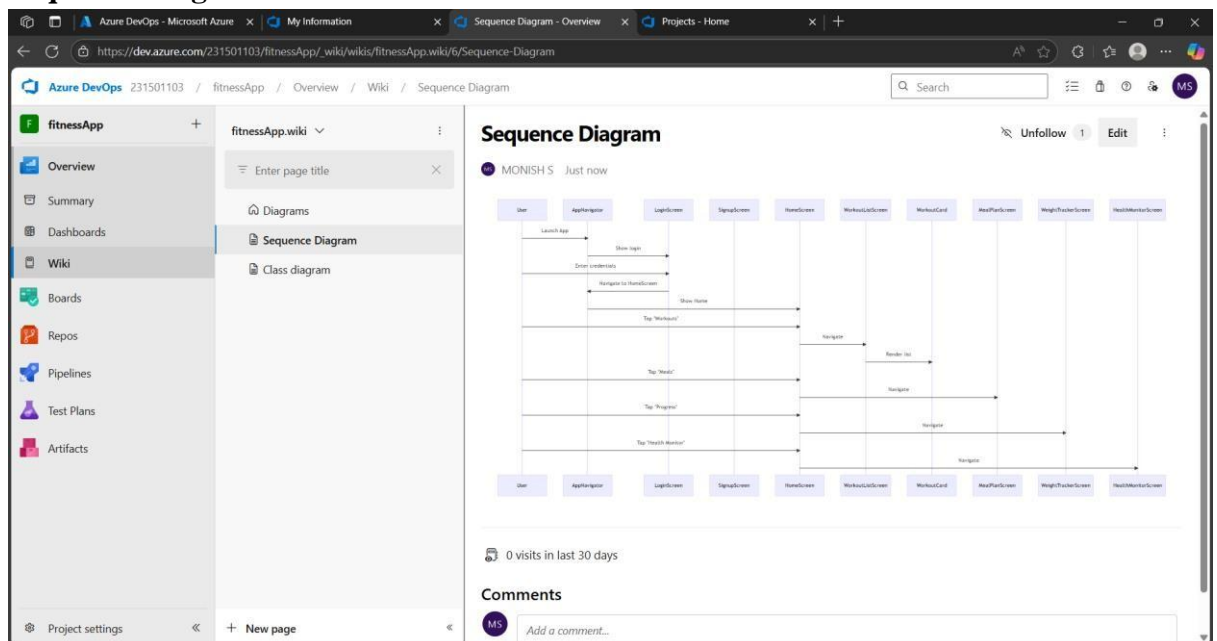 Azure DevOps - Microsoft Azure
My Information
Sequence Diagram - Overview
Projects - Home
https://dev.azure.com/231501103/fitnessApp/_wiki/wikis/fitnessApp.wiki/6/Sequence-Diagram
Azure DevOps 231501103 / fitnessApp / Overview / Wiki / Sequence Diagram
Search
MS
F fitnessApp
Overview
Summary
Dashboards
Wiki
Boards
Repos
Pipelines
Test Plans
Artifacts
Project settings
fitnessApp.wiki
Enter page title
Diagrams
Sequence Diagram
Class diagram
New page
Sequence Diagram
Unfollow 1 Edit
MS MONISH S Just now
User AppNavigator LoginScreen SignupScreen HomeScreen WorkoutListScreen WorkoutCard MealPlanScreen WeightTrackerScreen HealthMonitorScreen
Launch App
Show login
Enter credentials
Navigate to HomeScreen
Show Home
Tap "Workouts"
Navigate
Render list
Tap "Meals"
Navigate
Tap "Progress"
Navigate
Tap "Health Monitor"
Navigate
User AppNavigator LoginScreen SignupScreen HomeScreen WorkoutListScreen WorkoutCard MealPlanScreen WeightTrackerScreen HealthMonitorScreen
0 visits in last 30 days
Comments
MS Add a comment...